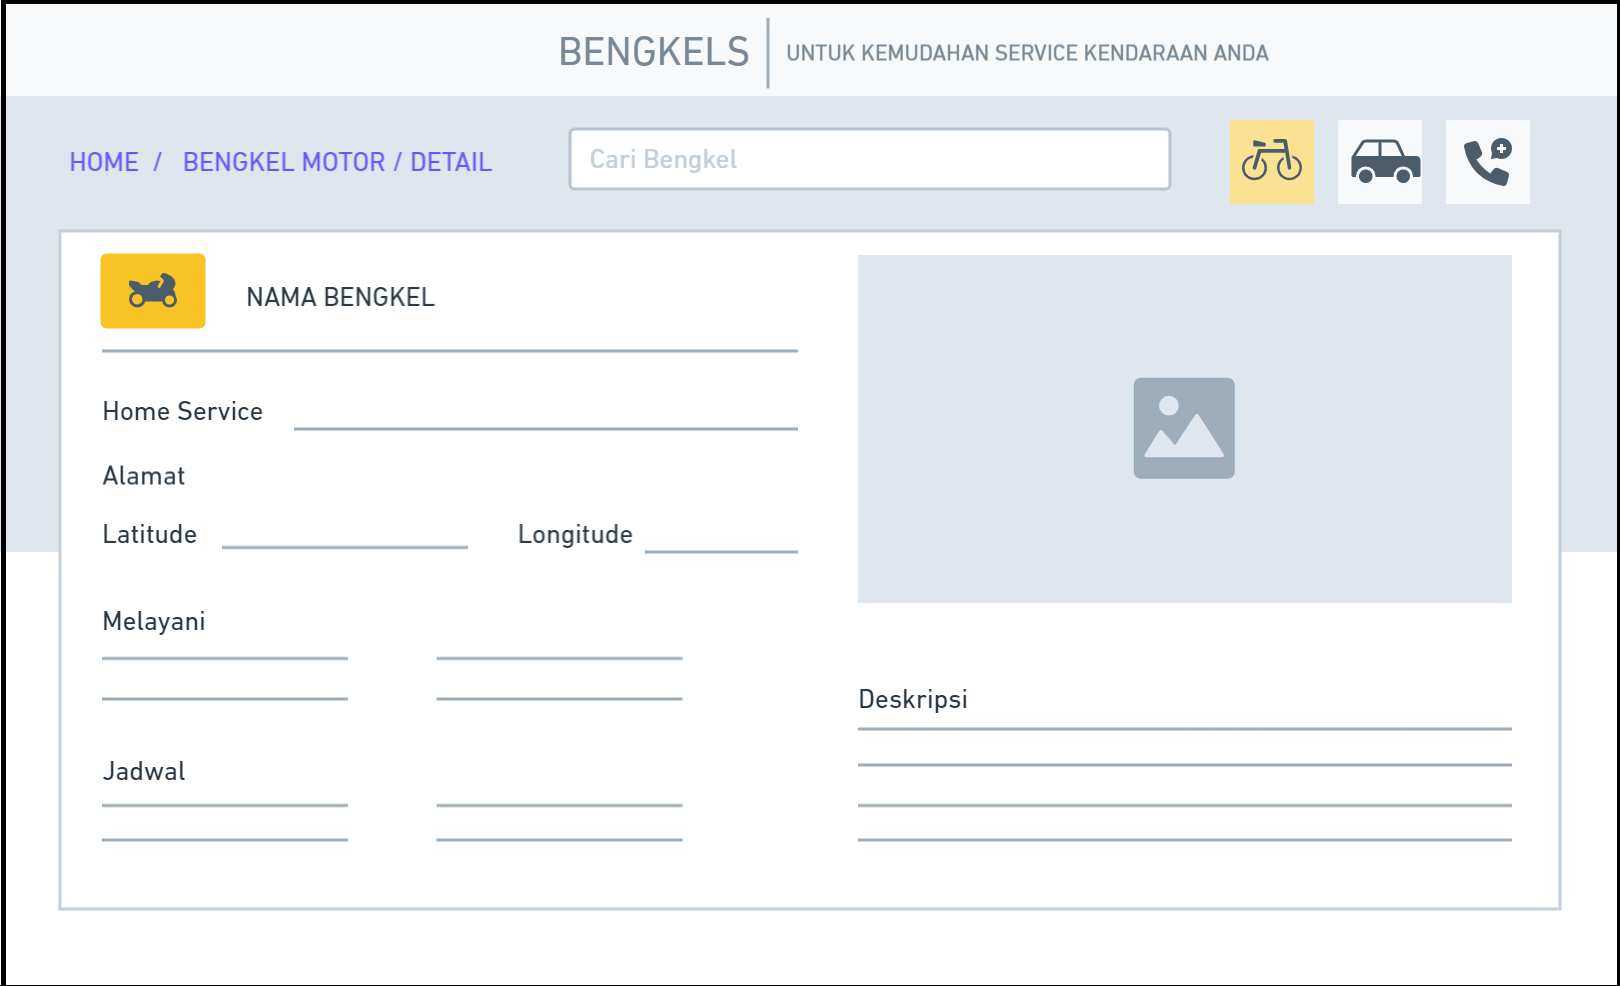 BENGKELS
UNTUK KEMUDAHAN SERVICE KENDARAAN ANDA
HOME / BENGKEL MOTOR / DETAIL
Cari Bengkel
NAMA BENGKEL
Home Service
Alamat
Latitude
Longitude
Melayani
Jadwal
Deskripsi